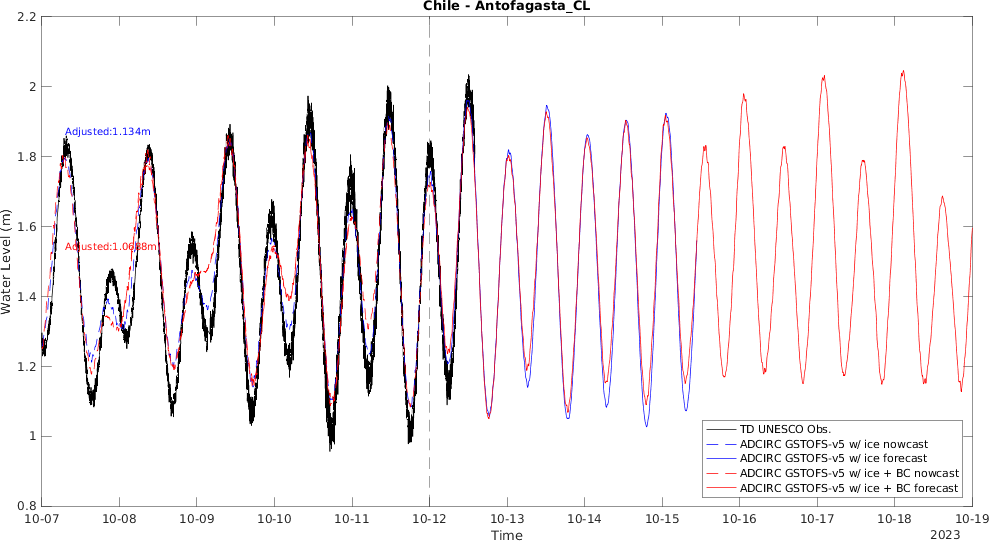 Chile - Antofagasta_CL
2.2
2
1.8
1.6
1.4
1.2
1
0.8
Water Level (m)
Adjusted:1.134m
Adjusted:1.0688m
TD UNESCO Obs.
ADCIRC GSTOFS-v5 w/ ice nowcast
ADCIRC GSTOFS-v5 w/ ice forecast
ADCIRC GSTOFS-v5 w/ ice + BC nowcast
ADCIRC GSTOFS-v5 w/ ice + BC forecast
10-07 10-08 10-09 10-10 10-11 10-12 10-13 10-14 10-15 10-16 10-17 10-18 10-19
Time
2023